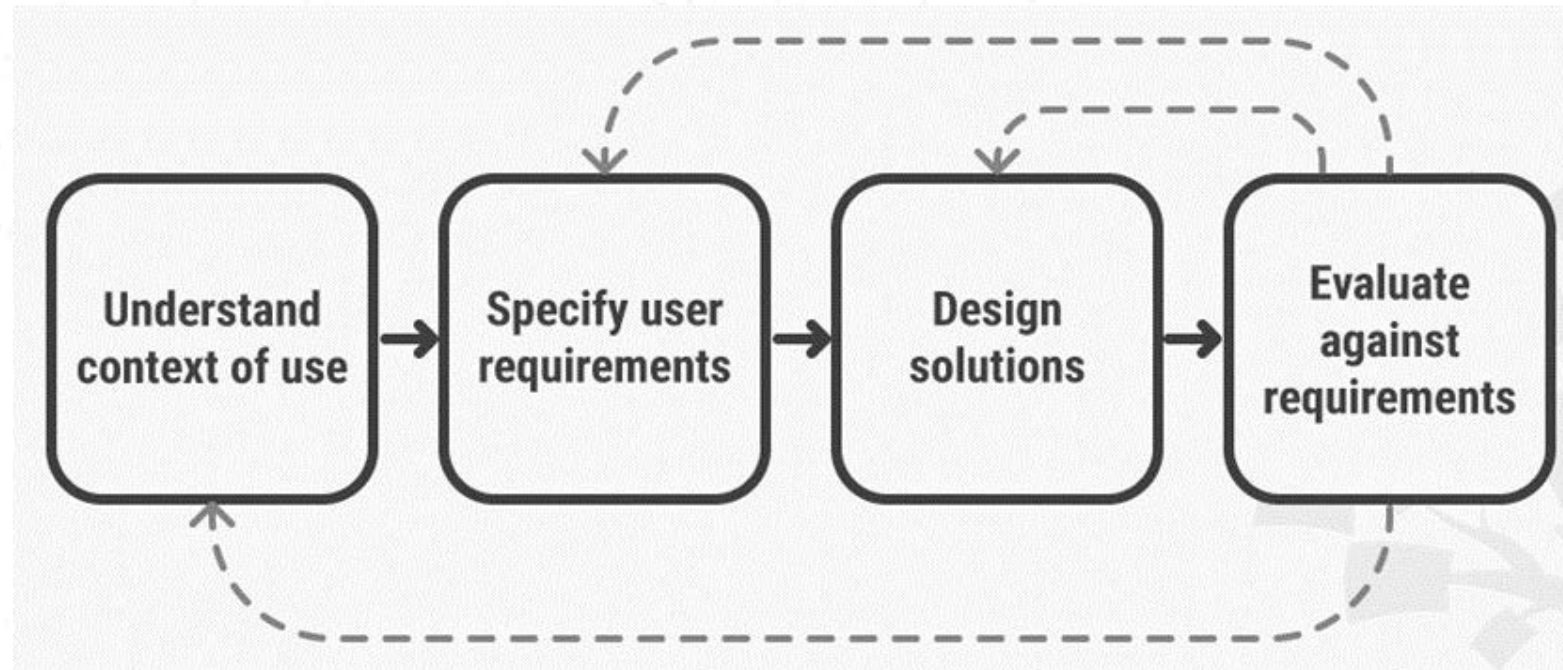 Understand
context of use
Specify user
requirements
Design
solutions
Evaluate
against
requirements